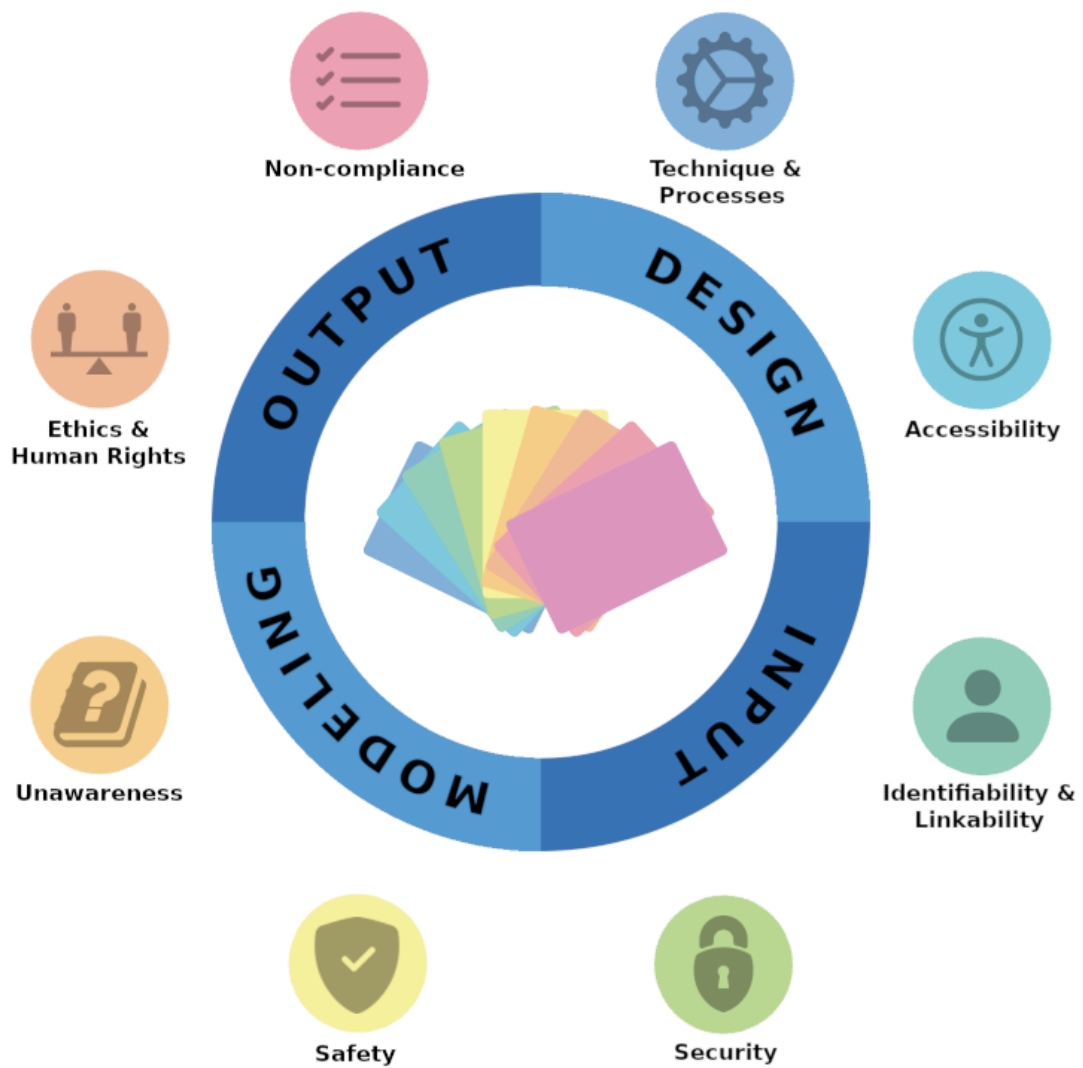 Non-compliance
Technique &
Processes
OUTPUT
DESIGN
Ethics &
Human Rights
Accessibility
MODELING
INPUT
Unawareness
Identifiability &
Linkability
Safety
Security